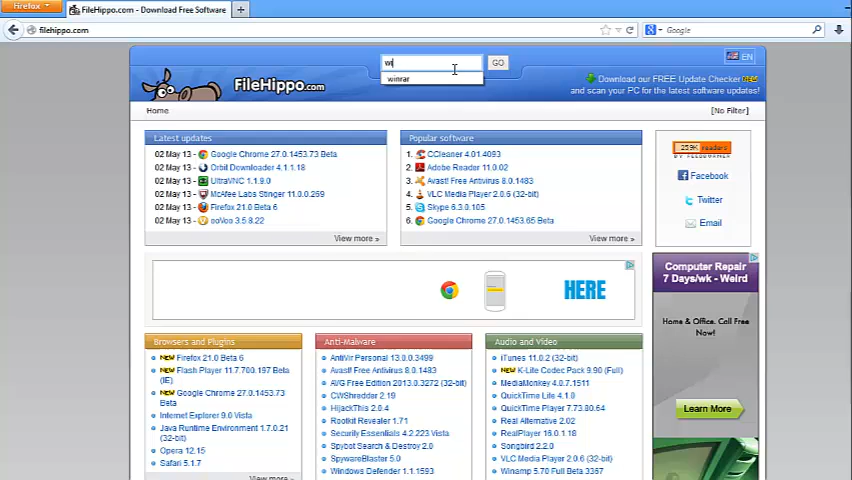 Firefox
FileHippo.com - Download Free Software
filehippo.com
Google
wi
GO
winrar
EN
FileHippo.com
Download our FREE Update Checker NEW
and scan your PC for the latest software updates!
Home
[No Filter]
Latest updates
02 May 13 - Google Chrome 27.0.1453.73 Beta
02 May 13 - Orbit Downloader 4.1.1.18
02 May 13 - UltraVNC 1.1.9.0
02 May 13 - McAfee Labs Stinger 11.0.0.269
02 May 13 - Firefox 21.0 Beta 6
02 May 13 - ooVoo 3.5.8.22
View more »
Popular software
1. CCleaner 4.01.4093
2. Adobe Reader 11.0.02
3. Avast! Free Antivirus 8.0.1483
4. VLC Media Player 2.0.6 (32-bit)
5. Skype 6.3.0.105
6. Google Chrome 27.0.1453.65 Beta
View more »
259K readers
BY FEEDBURNER
Facebook
Twitter
Email
HERE
Computer Repair
7 Days/wk - Weird
Home & Office. Call Free
Now!
Learn More
Browsers and Plugins
NEW Firefox 21.0 Beta 6
NEW Flash Player 11.7.700.197 Beta
(IE)
NEW Google Chrome 27.0.1453.73
Beta
Internet Explorer 9.0 Vista
Java Runtime Environment 1.7.0.21
(32-bit)
Opera 12.15
Safari 5.1.7
View more »
Anti-Malware
AntiVir Personal 13.0.0.3499
Avast! Free Antivirus 8.0.1483
AVG Free Edition 2013.0.3272 (32-bit)
CWShredder 2.19
HijackThis 2.0.4
Rootkit Revealer 1.71
Security Essentials 4.2.223 Vista
Spybot Search & Destroy 2.0
SpywareBlaster 5.0
Windows Defender 1.1.1593
Audio and Video
iTunes 11.0.2 (32-bit)
NEW K-Lite Codec Pack 9.90 (Full)
MediaMonkey 4.0.7.1511
QuickTime Lite 4.1.0
QuickTime Player 7.73.80.64
Real Alternative 2.02
RealPlayer 16.0.1.18
Songbird 2.2.0
VLC Media Player 2.0.6 (32-bit)
Winamp 5.70 Full Beta 3367